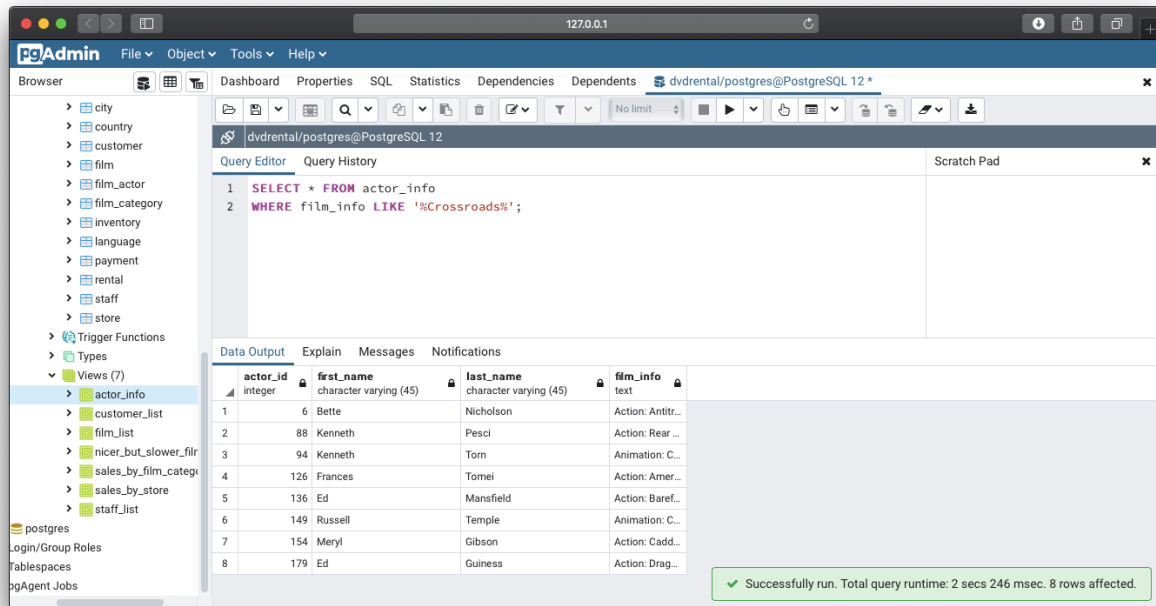 127.0.0.1
pgAdmin File Object Tools Help
Browser Dashboard Properties SQL Statistics Dependencies Dependents dvdrental/postgres@PostgreSQL 12 *
No limit
dvdrental/postgres@PostgreSQL 12
Query Editor Query History Scratch Pad
1 SELECT * FROM actor_info
2 WHERE film_info LIKE '%Crossroads%';
city
country
customer
film
film_actor
film_category
inventory
language
payment
rental
staff
store
Trigger Functions
Types
Views (7)
actor_info
customer_list
film_list
nicer_but_slower_filr
sales_by_film_catego
sales_by_store
staff_list
postgres
Login/Group Roles
Tablespaces
pgAgent Jobs
Data Output Explain Messages Notifications
actor_id first_name last_name film_info
integer character varying (45) character varying (45) text
1 6 Bette Nicholson Action: Antitr...
2 88 Kenneth Pesci Action: Rear ...
3 94 Kenneth Torn Animation: C...
4 126 Frances Tomei Action: Amer...
5 136 Ed Mansfield Action: Baref...
6 149 Russell Temple Animation: C...
7 154 Meryl Gibson Action: Cadd...
8 179 Ed Guiness Action: Drag...
Successfully run. Total query runtime: 2 secs 246 msec. 8 rows affected.